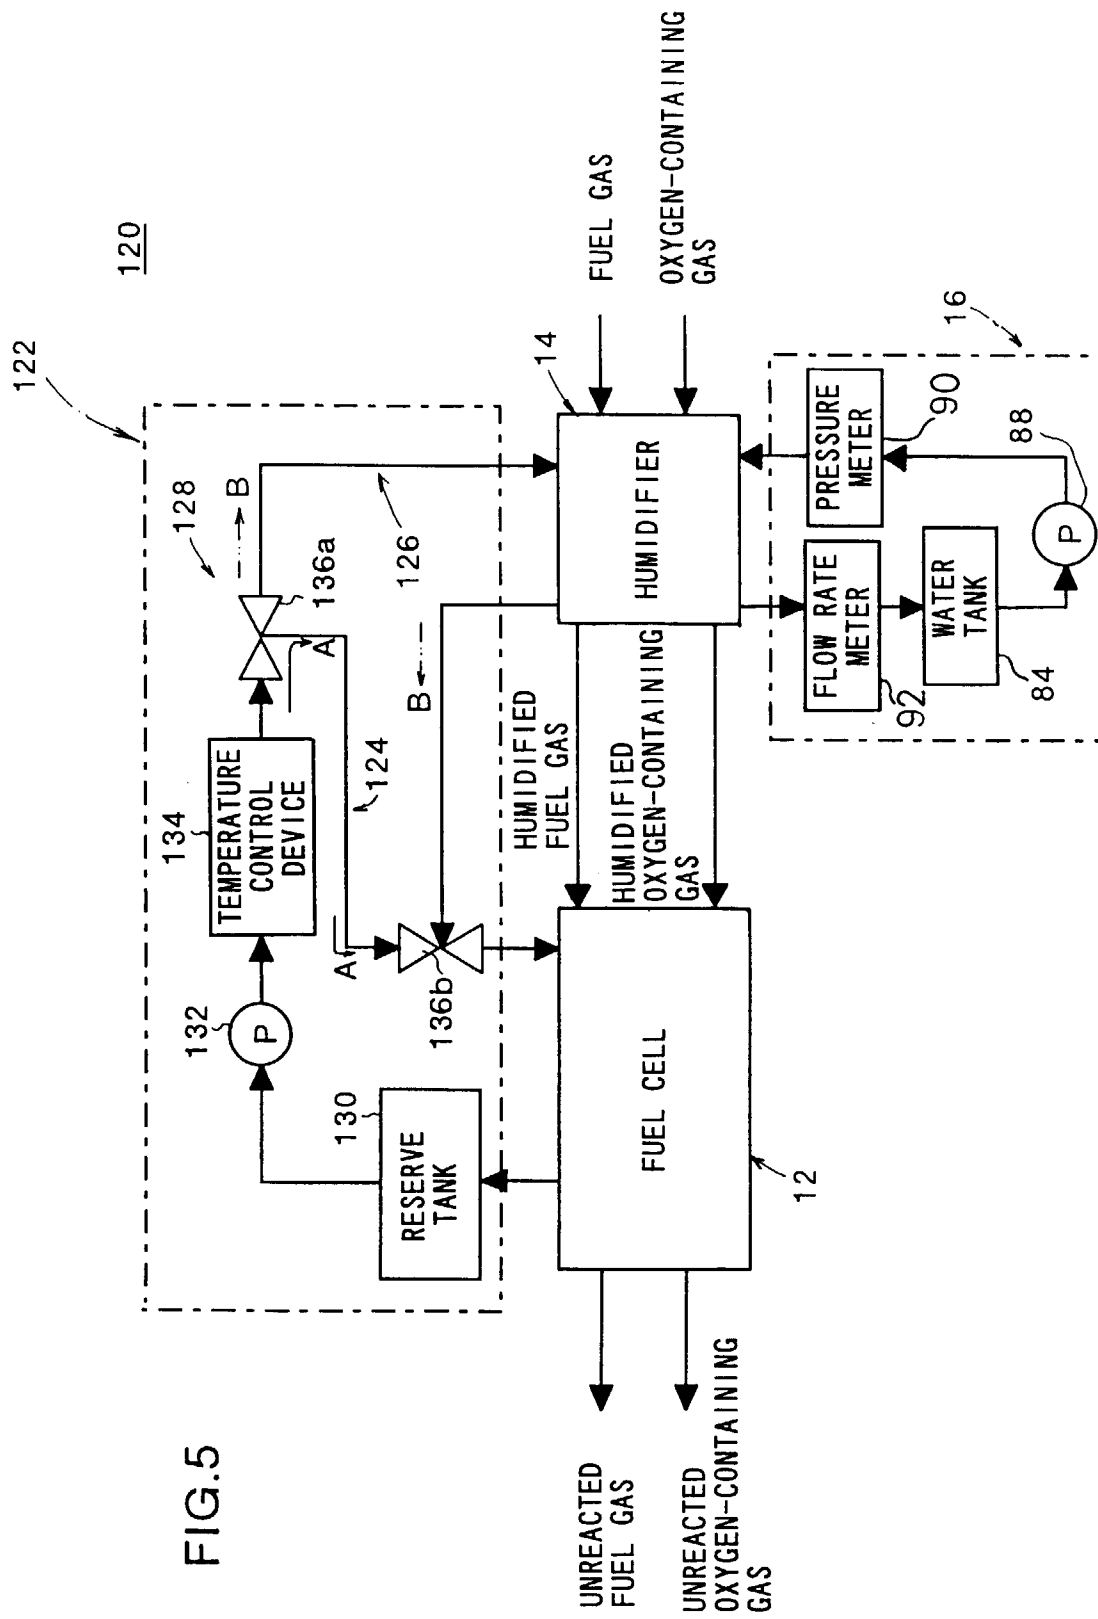 FIG.5
120
122
128
B
136a
134
TEMPERATURE
CONTROL
DEVICE
132
P
A
124
126
A
B
136b
130
RESERVE
TANK
14
FUEL GAS
OXYGEN-CONTAINING
GAS
HUMIDIFIER
HUMIDIFIED
FUEL GAS
HUMIDIFIED
OXYGEN-CONTAINING
GAS
FUEL CELL
12
UNREACTED
FUEL GAS
UNREACTED
OXYGEN-CONTAINING
GAS
16
PRESSURE
METER
90
FLOW RATE
METER
92
WATER
TANK
84
P
88